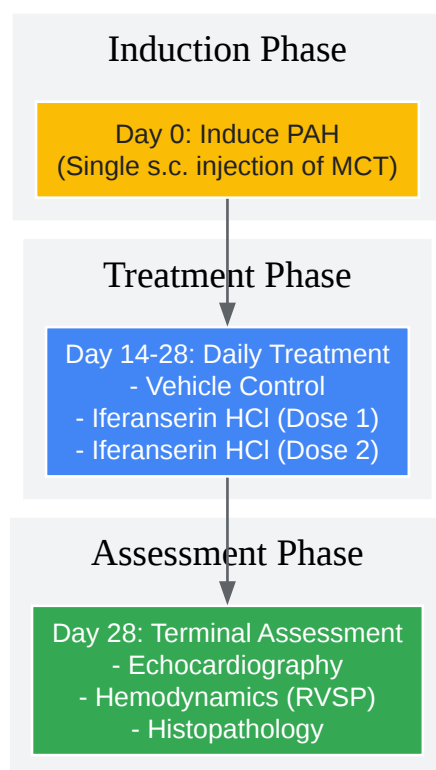 Induction Phase
Day 0: Induce PAH
(Single s.c. injection of MCT)
Treatment Phase
Day 14-28: Daily Treatment
- Vehicle Control
- Iferanserin HCl (Dose 1)
- Iferanserin HCl (Dose 2)
Assessment Phase
Day 28: Terminal Assessment
- Echocardiography
- Hemodynamics (RVSP)
- Histopathology